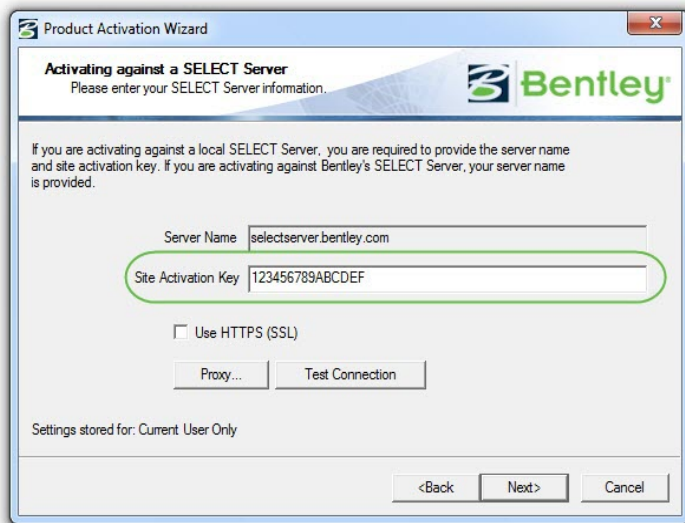 Product Activation Wizard
Activating against a SELECT Server
Please enter your SELECT Server information.
Bentley
If you are activating against a local SELECT Server, you are required to provide the server name
and site activation key. If you are activating against Bentley's SELECT Server, your server name
is provided.
Server Name selectserver.bentley.com
Site Activation Key 123456789ABCDEF
Use HTTPS (SSL)
Proxy... Test Connection
Settings stored for: Current User Only
<Back Next> Cancel